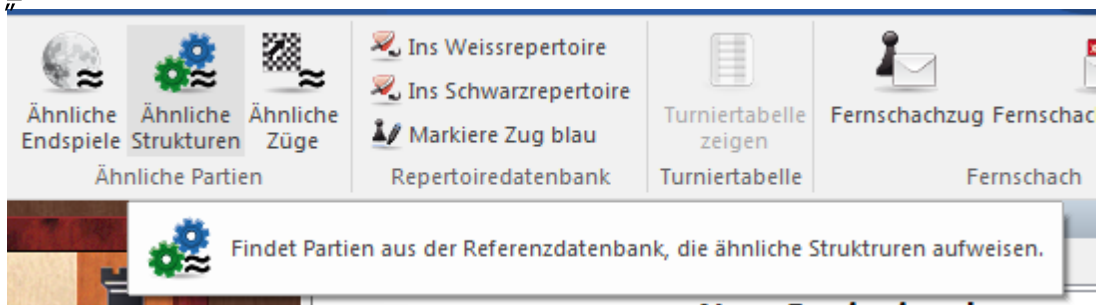 Ähnliche Endspiele
Ähnliche Strukturen
Ähnliche Züge
Ähnliche Partien
Ins Weissrepertoire
Ins Schwarzrepertoire
Markiere Zug blau
Repertoiredatenbank
Turniertabelle zeigen
Turniertabelle
Fernschachzug
Fernschac
Fernschach
Findet Partien aus der Referenzdatenbank, die ähnliche Struktruren aufweisen.